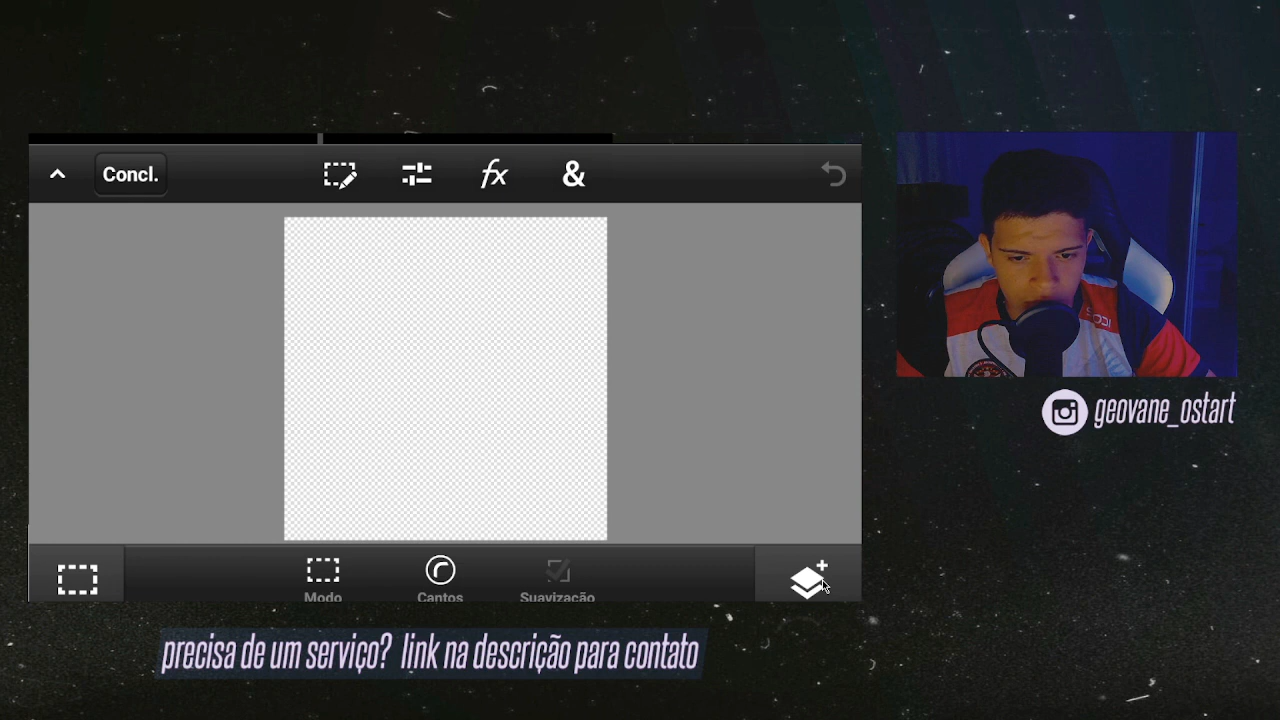 Concl.
fx
&
Modo
Cantos
Suavização
geovane_ostart
precisa de um serviço? link na descrição para contato